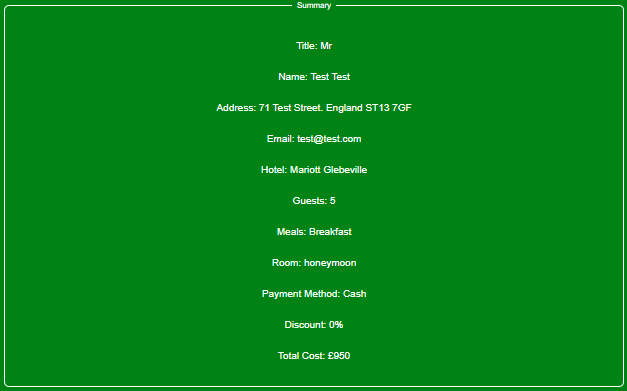 Summary
Title: Mr
Name: Test Test
Address: 71 Test Street. England ST13 7GF
Email: test@test.com
Hotel: Mariott Glebeville
Guests: 5
Meals: Breakfast
Room: honeymoon
Payment Method: Cash
Discount: 0%
Total Cost: £950